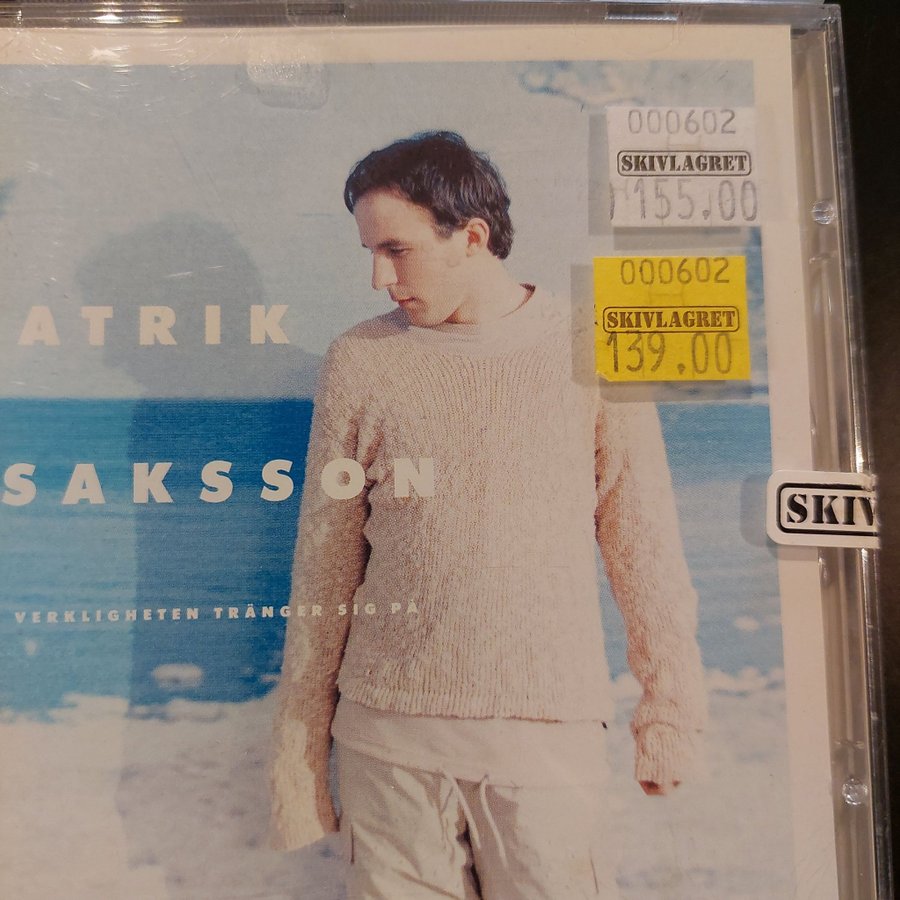 000602
SKIVLAGRET
155.00
000602
SKIVLAGRET
139.00
ATRIK
SAKSSON
SKIV
VERKLIGHETEN TRÄNGER SIG PÅ